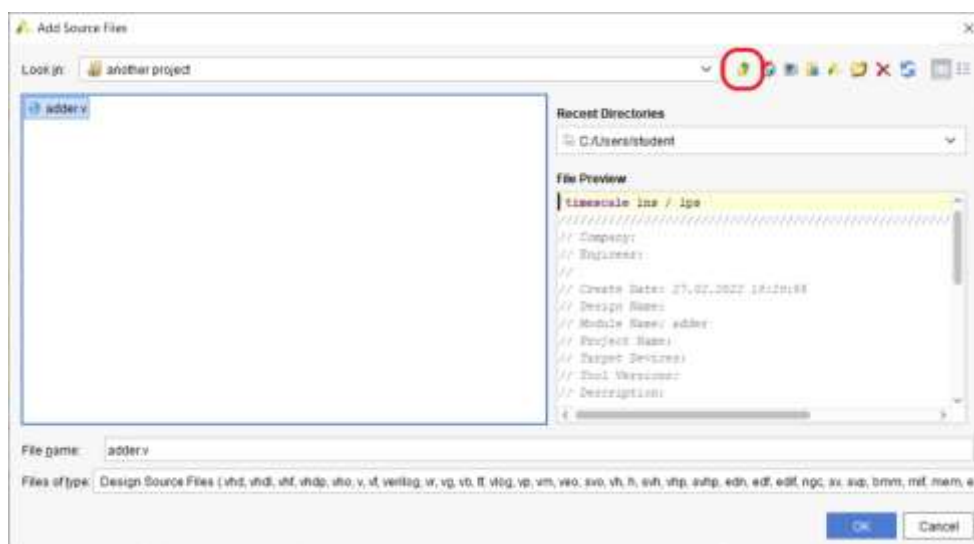 Add Source Files
Look in: another project
adder.v
Recent Directories
C:/Users/student
File Preview
`timescale 1ns / 1ps
//////////////////////////////////////////////////
// Company:
// Engineer:
//
// Create Date: 27.02.2022
// Design Name:
// Module Name: adder
// Project Name:
// Target Devices:
// Tool Versions:
// Description:
File name: adder.v
Files of type: Design Source Files (.vhd, .vhdl, .vhf, .vhdp, .vho, .v, .vf, .verilog, .vr, .vg, .vb, .tf, .vlog, .vp, .vm, .veo, .svo, .vh, .h, .svh, .vhp, .svhp, .edn, .edf, .edif, .ngc, .sv, .svp, .bmm, .mif, .mem, .e
OK Cancel